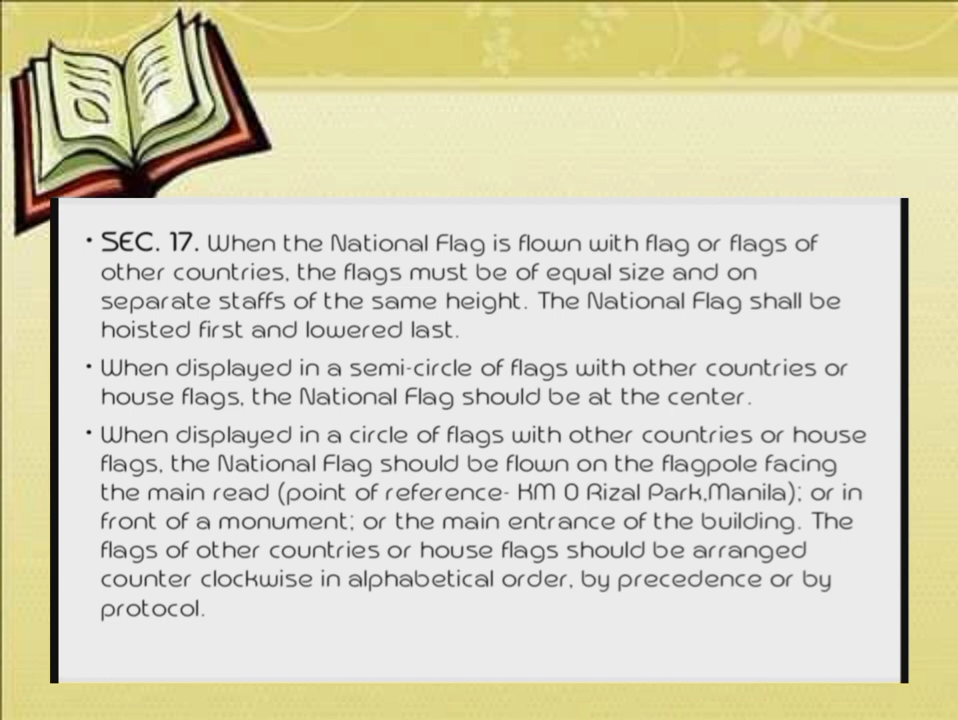 • SEC. 17. When the National Flag is flown with flag or flags of
other countries, the flags must be of equal size and on
separate staffs of the same height. The National Flag shall be
hoisted first and lowered last.
• When displayed in a semi-circle of flags with other countries or
house flags, the National Flag should be at the center.
• When displayed in a circle of flags with other countries or house
flags, the National Flag should be flown on the flagpole facing
the main read (point of reference- KM 0 Rizal Park,Manila); or in
front of a monument; or the main entrance of the building. The
flags of other countries or house flags should be arranged
counter clockwise in alphabetical order, by precedence or by
protocol.